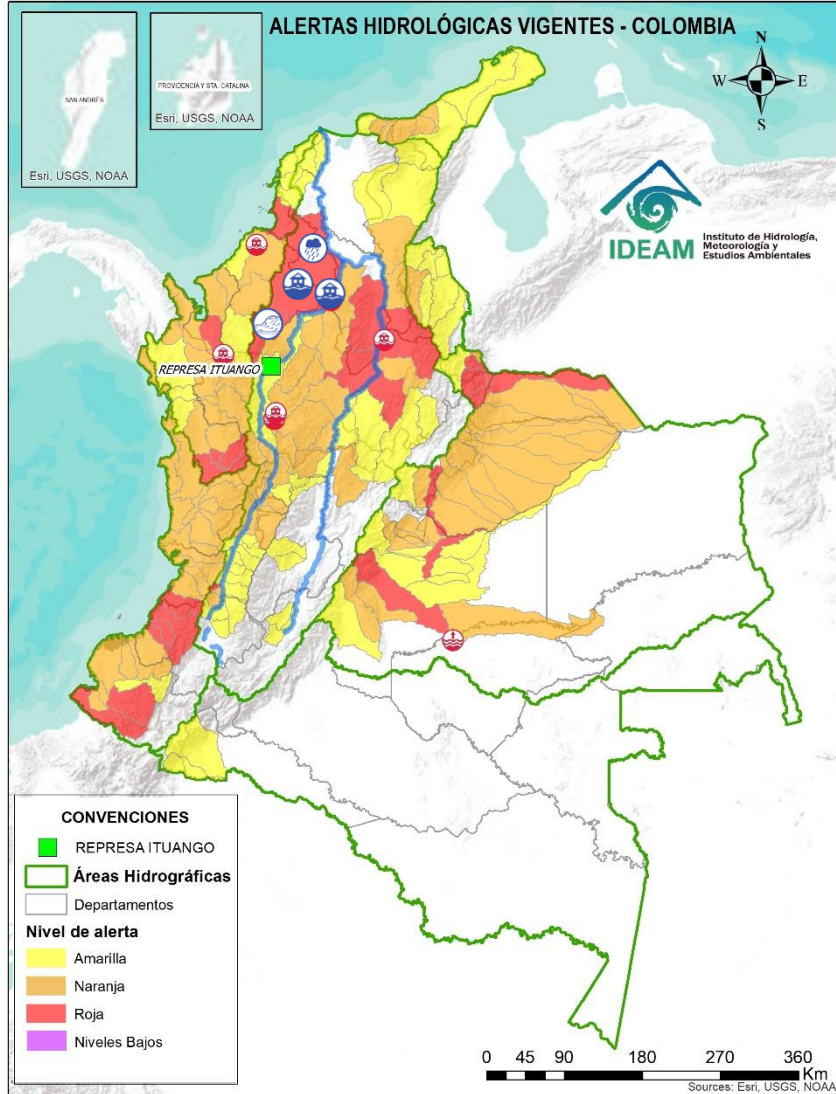 ALERTAS HIDROLÓGICAS VIGENTES - COLOMBIA
SAN ANDRÉS
Esri, USGS, NOAA
PROVIDENCIA Y STA. CATALINA
Esri, USGS, NOAA
N
W
E
S
IDEAM
Instituto de Hidrología,
Meteorología y
Estudios Ambientales
REPRESA ITUANGO
CONVENCIONES
REPRESA ITUANGO
Áreas Hidrográficas
Departamentos
Nivel de alerta
Amarilla
Naranja
Roja
Niveles Bajos
0 45 90 180 270 360
Km
Sources: Esri, USGS, NOAA